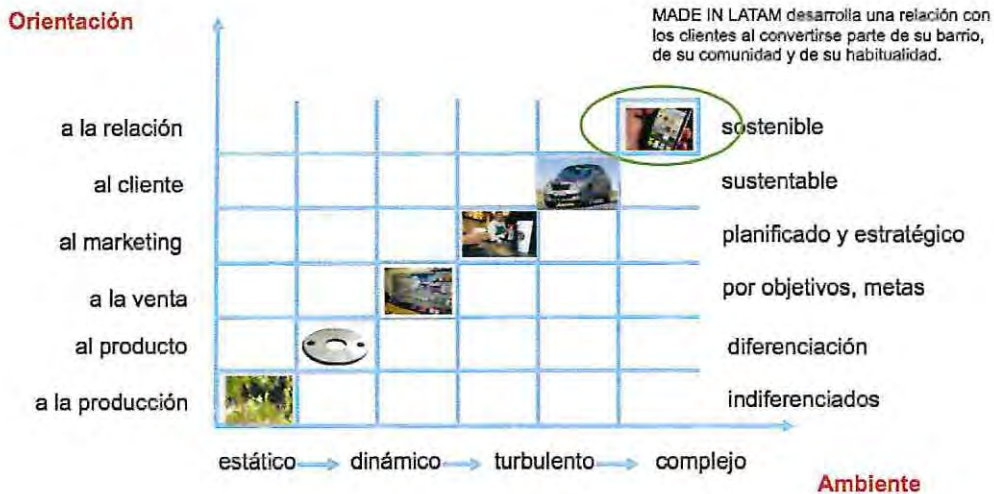 Orientación
MADE IN LATAM desarrolla una relación con
los clientes al convertirse parte de su barrio,
de su comunidad y de su habitualidad.
a la relación
sostenible
al cliente
sustentable
al marketing
planificado y estratégico
a la venta
por objetivos, metas
al producto
diferenciación
a la producción
indiferenciados
estático dinámico turbulento complejo
Ambiente